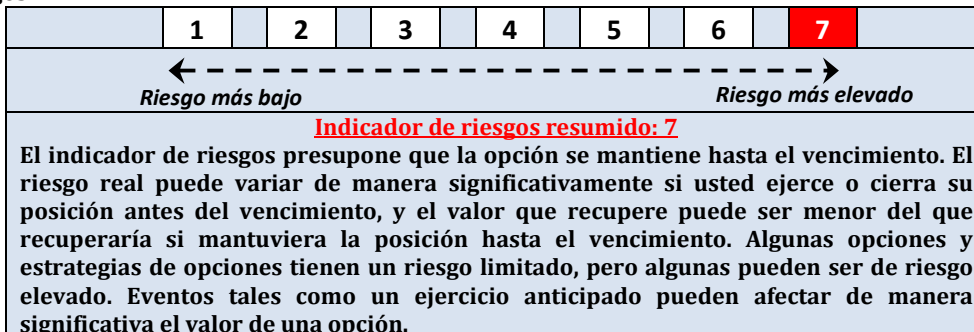 1 2 3 4 5 6 7
Riesgo más bajo Riesgo más elevado
Indicador de riesgos resumido: 7
El indicador de riesgos presupone que la opción se mantiene hasta el vencimiento. El
riesgo real puede variar de manera significativamente si usted ejerce o cierra su
posición antes del vencimiento, y el valor que recupere puede ser menor del que
recuperaría si mantuviera la posición hasta el vencimiento. Algunas opciones y
estrategias de opciones tienen un riesgo limitado, pero algunas pueden ser de riesgo
elevado. Eventos tales como un ejercicio anticipado pueden afectar de manera
significativa el valor de una opción.